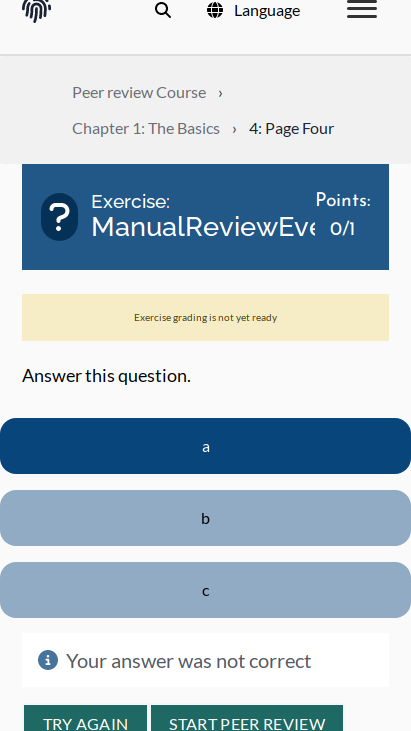 Language
Peer review Course ›
Chapter 1: The Basics › 4: Page Four
Exercise:
Points:
ManualReviewEve
0/1
Exercise grading is not yet ready
Answer this question.
a
b
c
Your answer was not correct
TRY AGAIN START PEER REVIEW